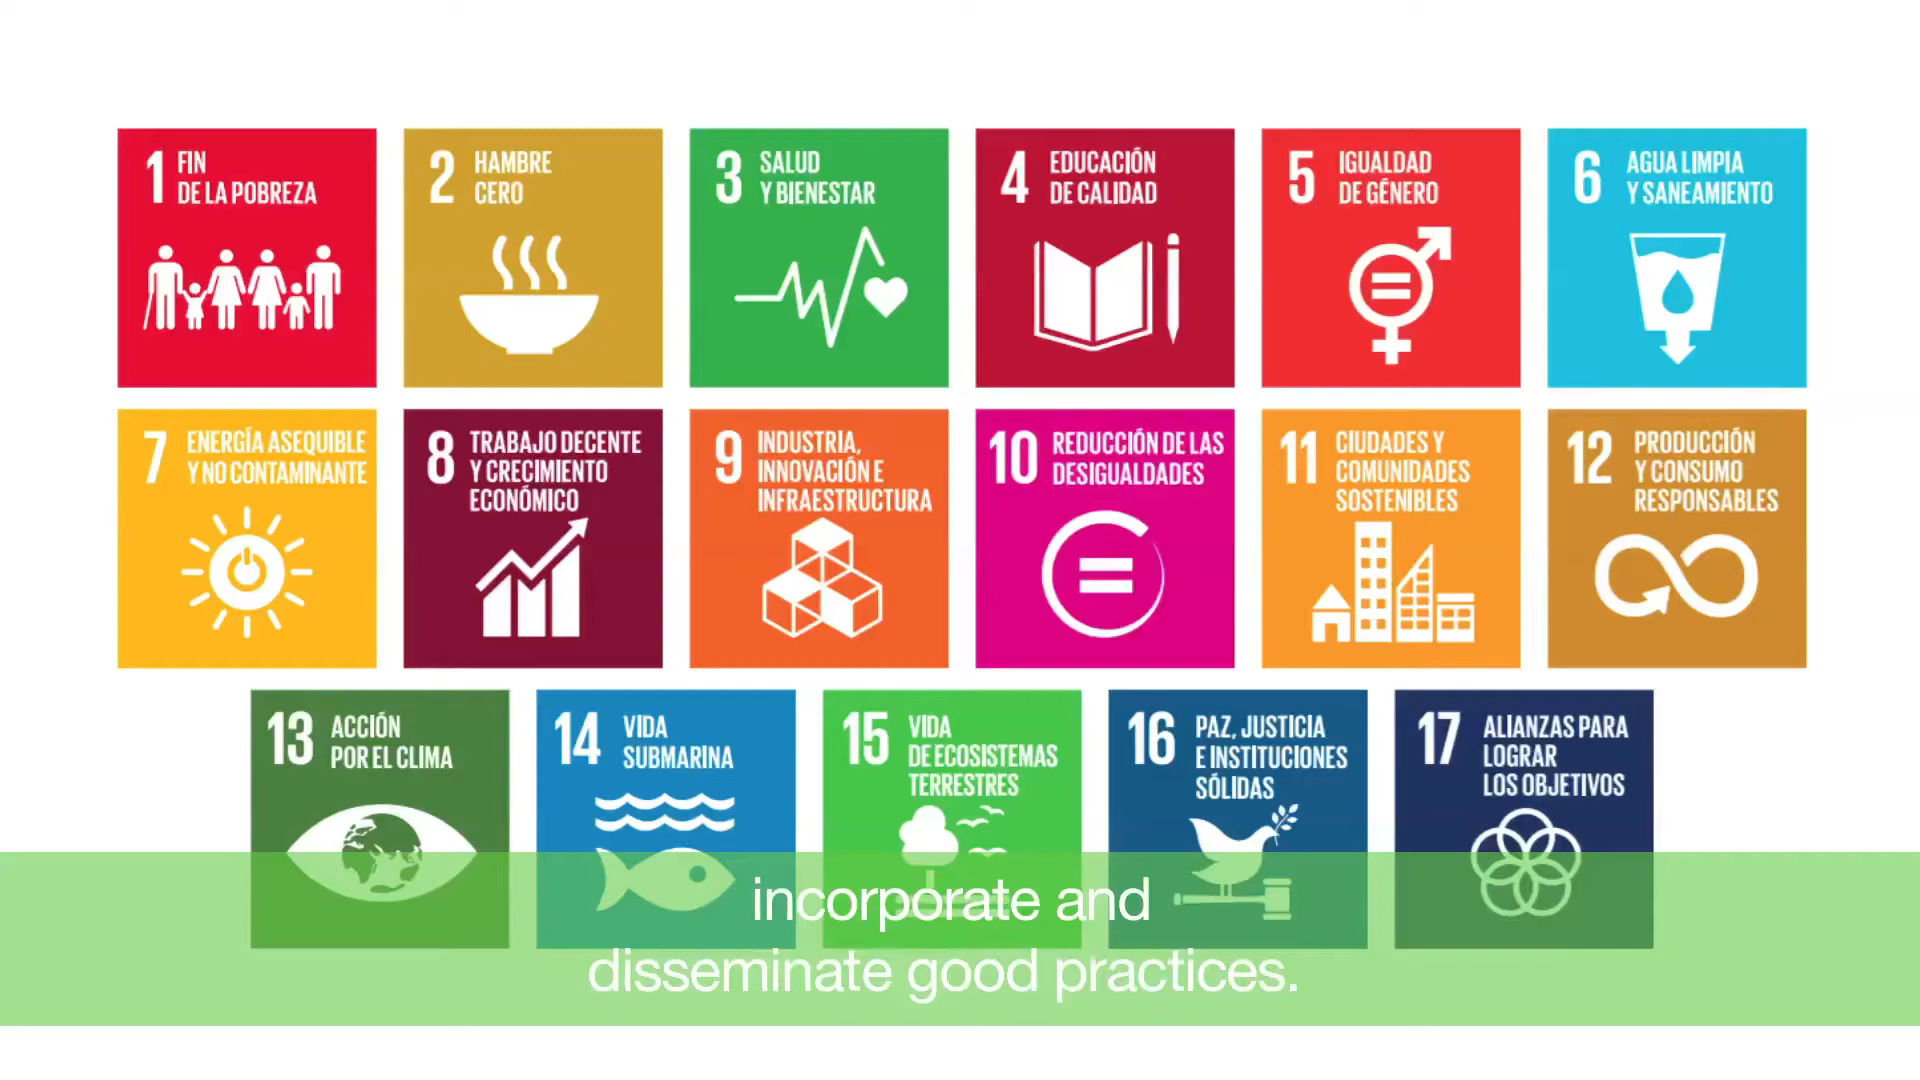 1 FIN
DE LA POBREZA
2 HAMBRE
CERO
3 SALUD
Y BIENESTAR
4 EDUCACIÓN
DE CALIDAD
5 IGUALDAD
DE GÉNERO
6 AGUA LIMPIA
Y SANEAMIENTO
7 ENERGÍA ASEQUIBLE
Y NO CONTAMINANTE
8 TRABAJO DECENTE
Y CRECIMIENTO
ECONÓMICO
9 INDUSTRIA,
INNOVACIÓN E
INFRAESTRUCTURA
10 REDUCCIÓN DE LAS
DESIGUALDADES
11 CIUDADES Y
COMUNIDADES
SOSTENIBLES
12 PRODUCCIÓN
Y CONSUMO
RESPONSABLES
13 ACCIÓN
POR EL CLIMA
14 VIDA
SUBMARINA
15 VIDA
DE ECOSISTEMAS
TERRESTRES
16 PAZ, JUSTICIA
E INSTITUCIONES
SÓLIDAS
17 ALIANZAS PARA
LOGRAR
LOS OBJETIVOS
incorporate and
disseminate good practices.